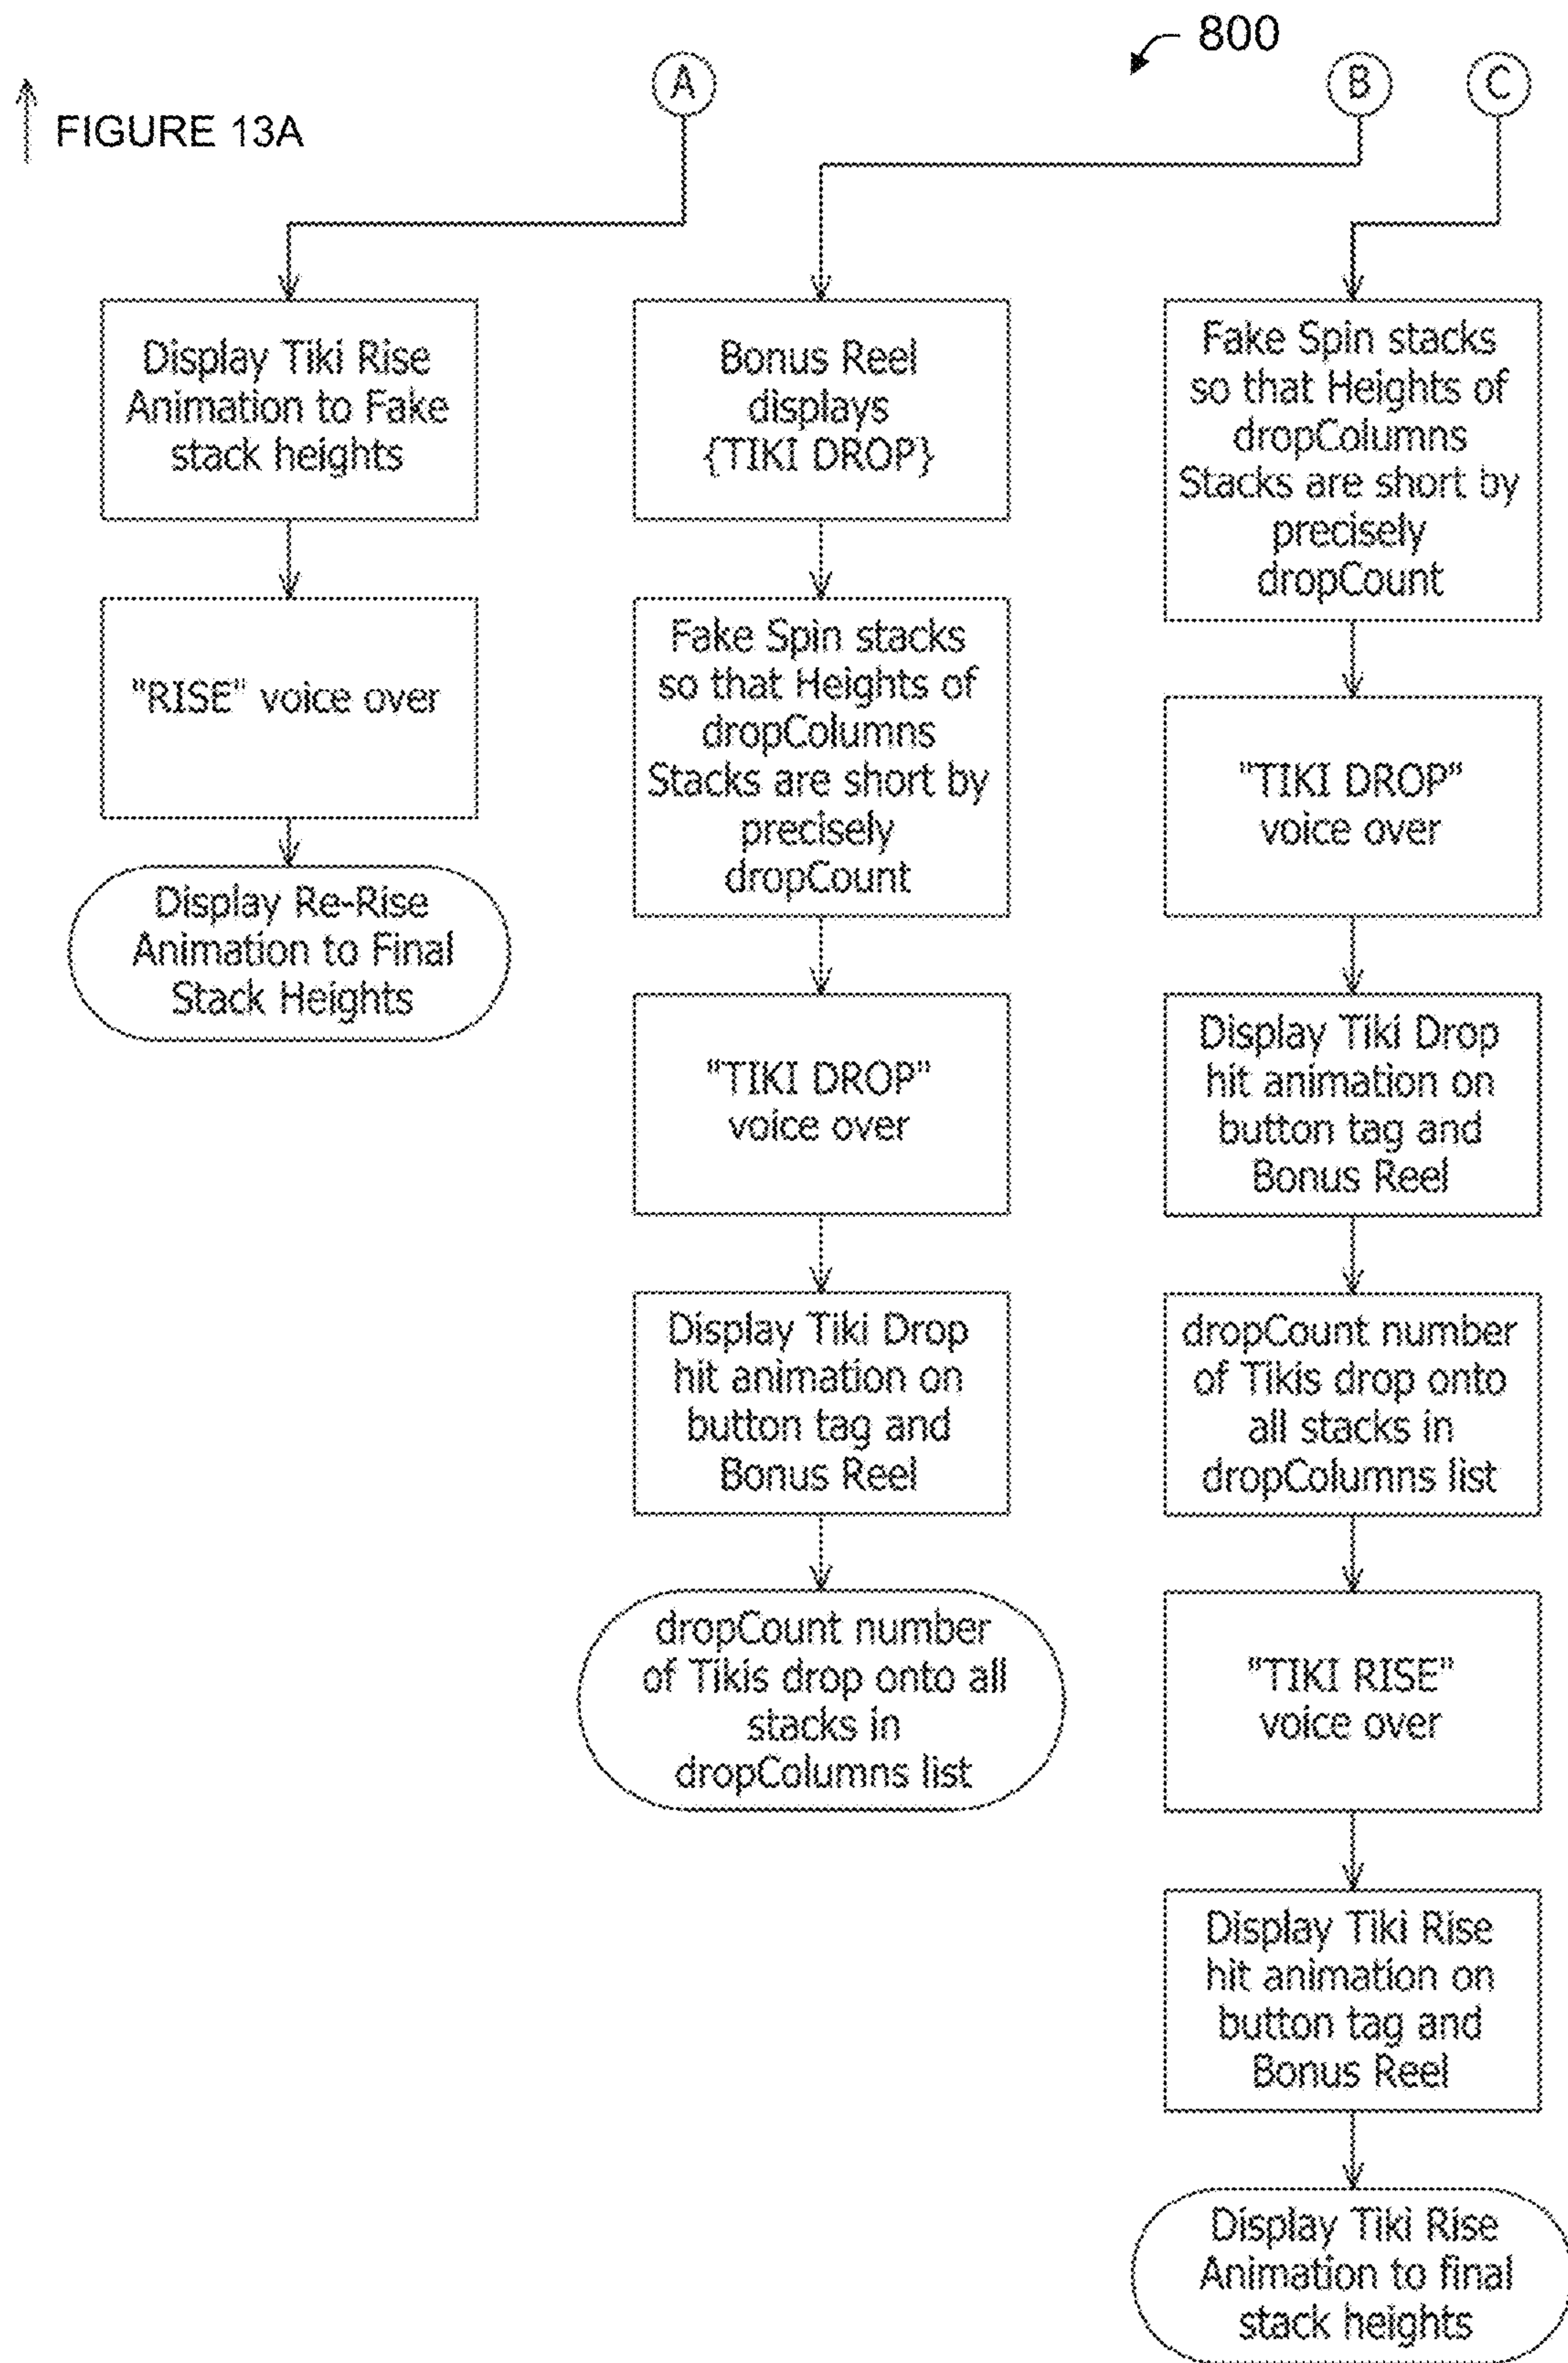 800
A
B
C
FIGURE 13A
Display Tiki Rise
Animation to Fake
stack heights
"RISE" voice over
Display Re-Rise
Animation to Final
Stack Heights
Bonus Reel
displays
{TIKI DROP}
Fake Spin stacks
so that Heights of
dropColumns
Stacks are short by
precisely
dropCount
"TIKI DROP"
voice over
Display Tiki Drop
hit animation on
button tag and
Bonus Reel
dropCount number
of Tikis drop onto all
stacks in
dropColumns list
Fake Spin stacks
so that Heights of
dropColumns
Stacks are short by
precisely
dropCount
"TIKI DROP"
voice over
Display Tiki Drop
hit animation on
button tag and
Bonus Reel
dropCount number
of Tikis drop onto
all stacks in
dropColumns list
"TIKI RISE"
voice over
Display Tiki Rise
hit animation on
button tag and
Bonus Reel
Display Tiki Rise
Animation to final
stack heights